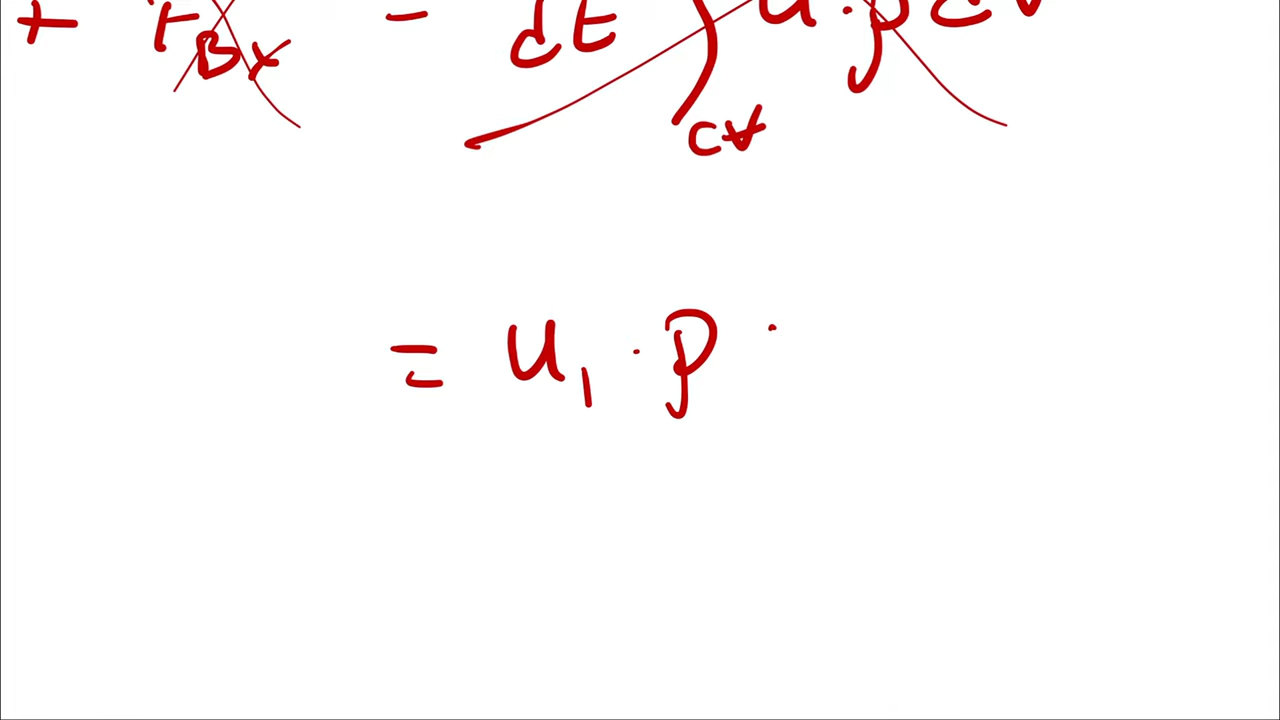 + F_Bx = d/dt ∫_CV u · ρ dV
= u₁ · ρ ·